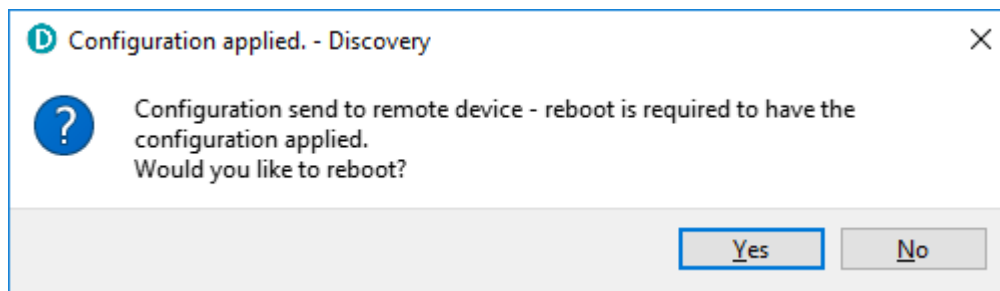 D Configuration applied. - Discovery
? Configuration send to remote device - reboot is required to have the
configuration applied.
Would you like to reboot?
Yes No